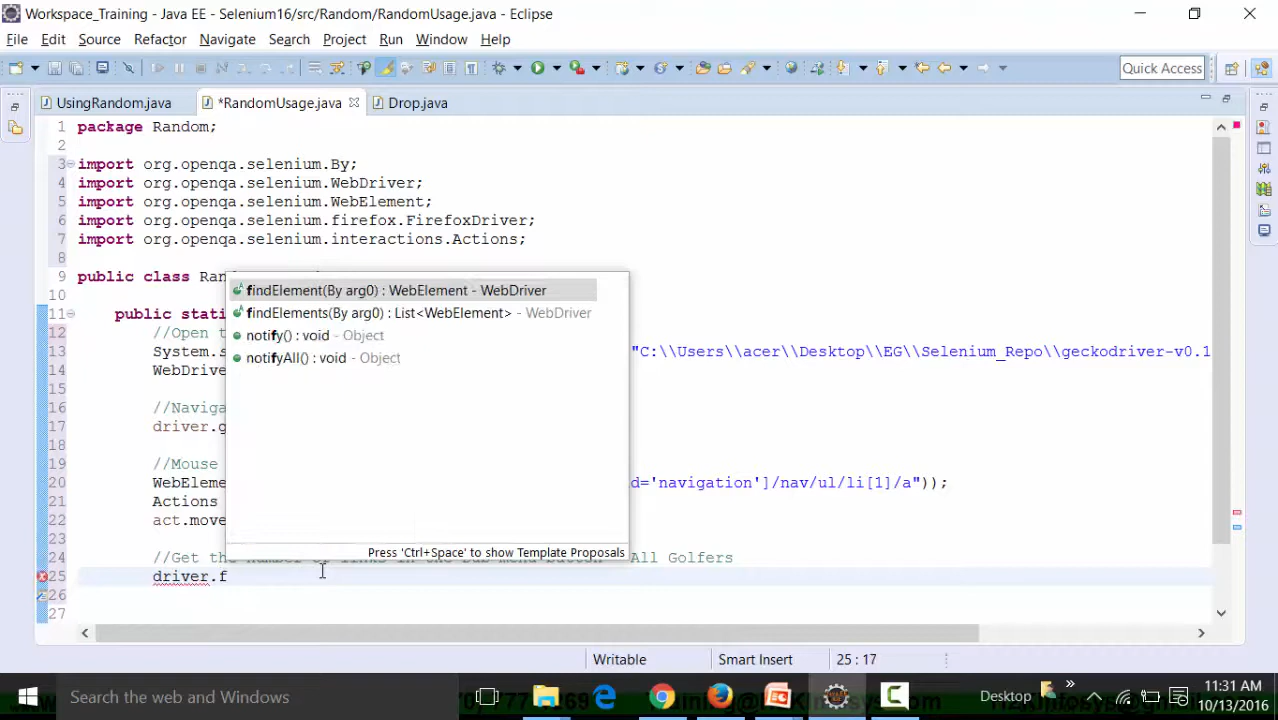 Workspace_Training - Java EE - Selenium16/src/Random/RandomUsage.java - Eclipse
File Edit Source Refactor Navigate Search Project Run Window Help
Quick Access
UsingRandom.java *RandomUsage.java Drop.java
1 package Random;
2
3 import org.openqa.selenium.By;
4 import org.openqa.selenium.WebDriver;
5 import org.openqa.selenium.WebElement;
6 import org.openqa.selenium.firefox.FirefoxDriver;
7 import org.openqa.selenium.interactions.Actions;
8
9 public class Ran
findElement(By arg0) : WebElement - WebDriver
10
findElements(By arg0) : List<WebElement> - WebDriver
11 public stati
notify() : void - Object
12 //Open t
13 System.s "C:\\Users\\acer\\Desktop\\EG\\Selenium_Repo\\geckodriver-v0.1
notifyAll() : void - Object
14 WebDrive
15
16 //Naviga
17 driver.g
18
19 //Mouse
20 WebEleme d='navigation']/nav/ul/li[1]/a"));
21 Actions
22 act.move
23
Press 'Ctrl+Space' to show Template Proposals
24 //Get the number of links in the Sub menu button - All Golfers
25 driver.f
26
27
Writable Smart Insert 25 : 17
Search the web and Windows
Desktop
11:31 AM
10/13/2016